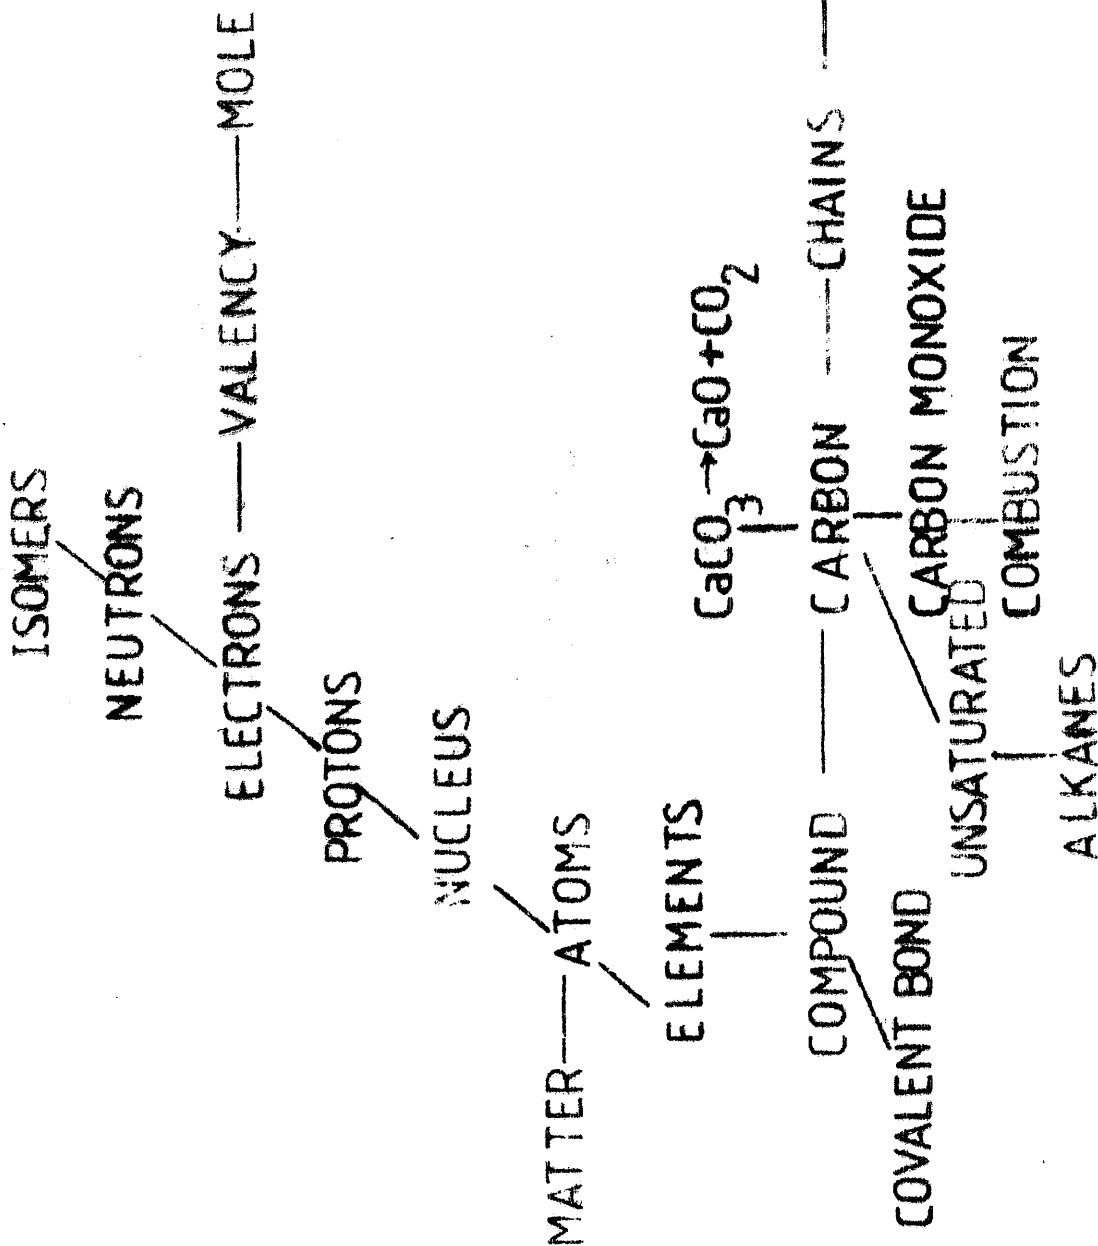 ISOMERS
NEUTRONS
ELECTRONS — VALENCY — MOLE
PROTONS
NUCLEUS
MATTER — ATOMS
ELEMENTS
CaCO3 → CaO + CO2
COMPOUND — CARBON — CHAINS —
COVALENT BOND
CARBON MONOXIDE
UNSATURATED
COMBUSTION
ALKANES